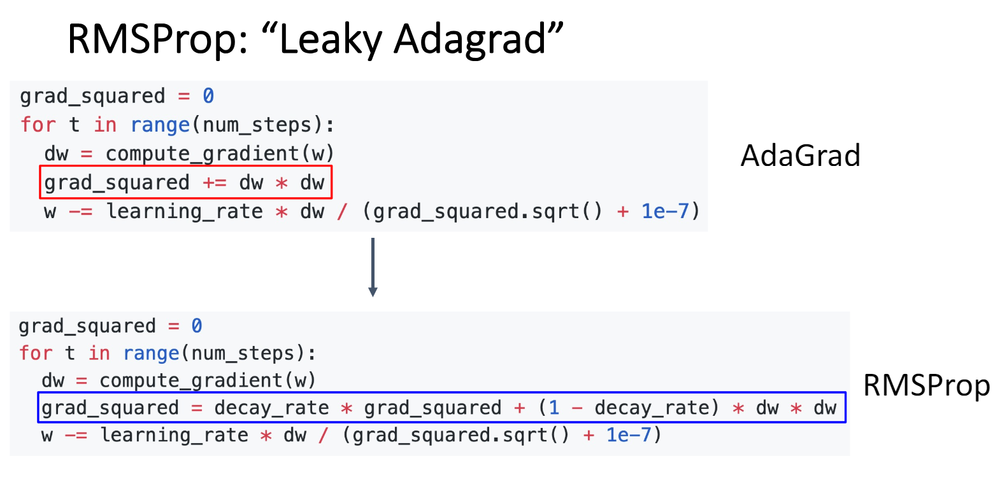 RMSProp: “Leaky Adagrad”
grad_squared = 0
for t in range(num_steps):
  dw = compute_gradient(w)
  grad_squared += dw * dw
  w -= learning_rate * dw / (grad_squared.sqrt() + 1e-7)
AdaGrad
grad_squared = 0
for t in range(num_steps):
  dw = compute_gradient(w)
  grad_squared = decay_rate * grad_squared + (1 - decay_rate) * dw * dw
  w -= learning_rate * dw / (grad_squared.sqrt() + 1e-7)
RMSProp